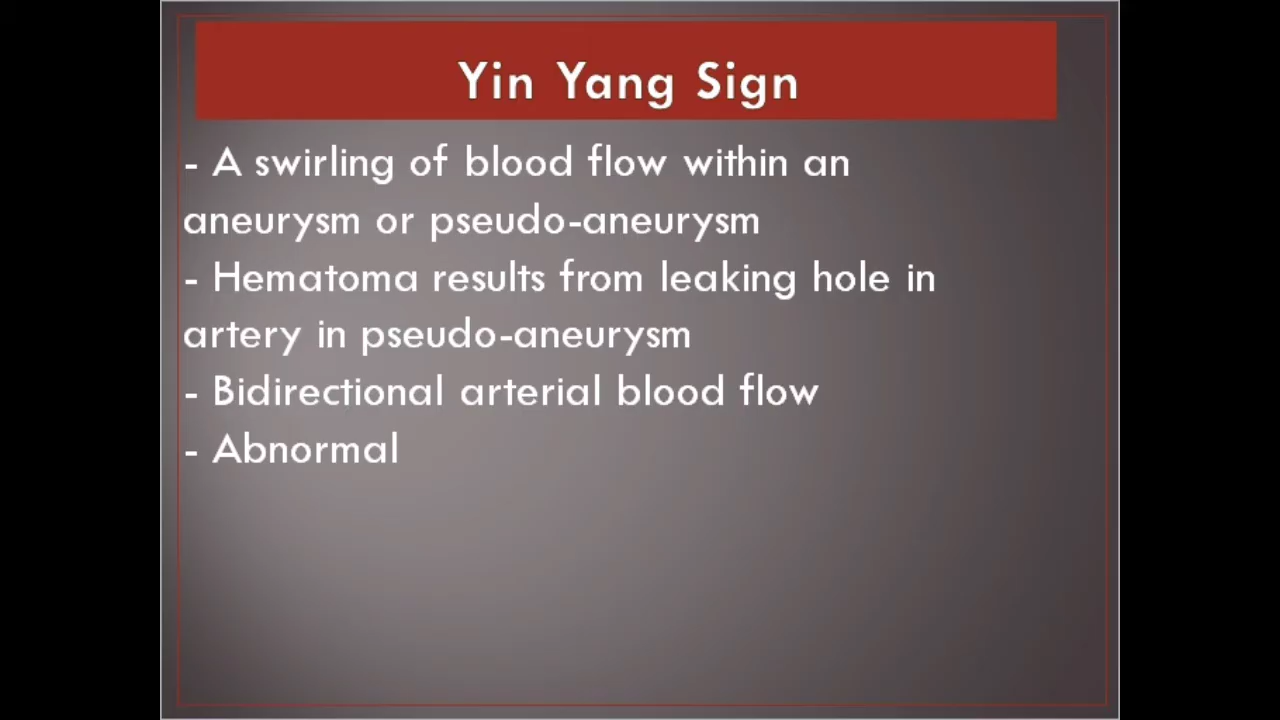 Yin Yang Sign
- A swirling of blood flow within an
aneurysm or pseudo-aneurysm
- Hematoma results from leaking hole in
artery in pseudo-aneurysm
- Bidirectional arterial blood flow
- Abnormal